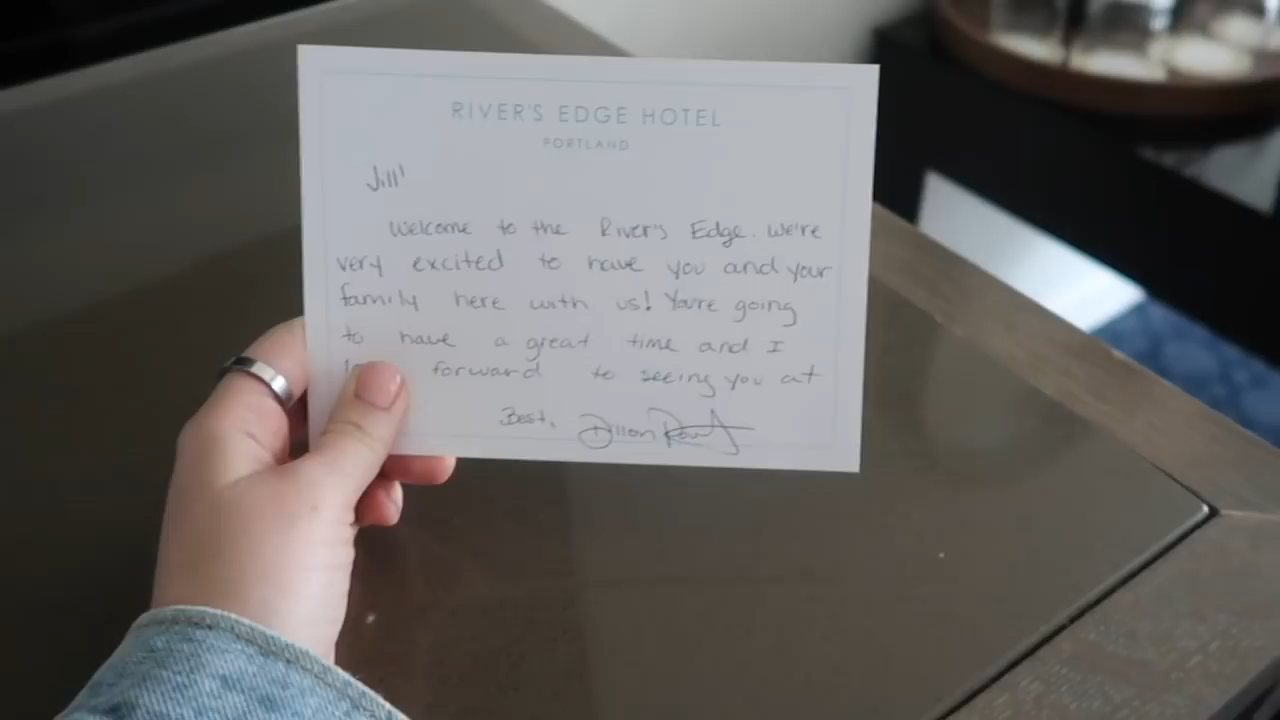 RIVER'S EDGE HOTEL
PORTLAND
Jill!
Welcome to the River's Edge. We're
very excited to have you and your
family here with us! You're going
to have a great time and I
forward to seeing you at
Best,